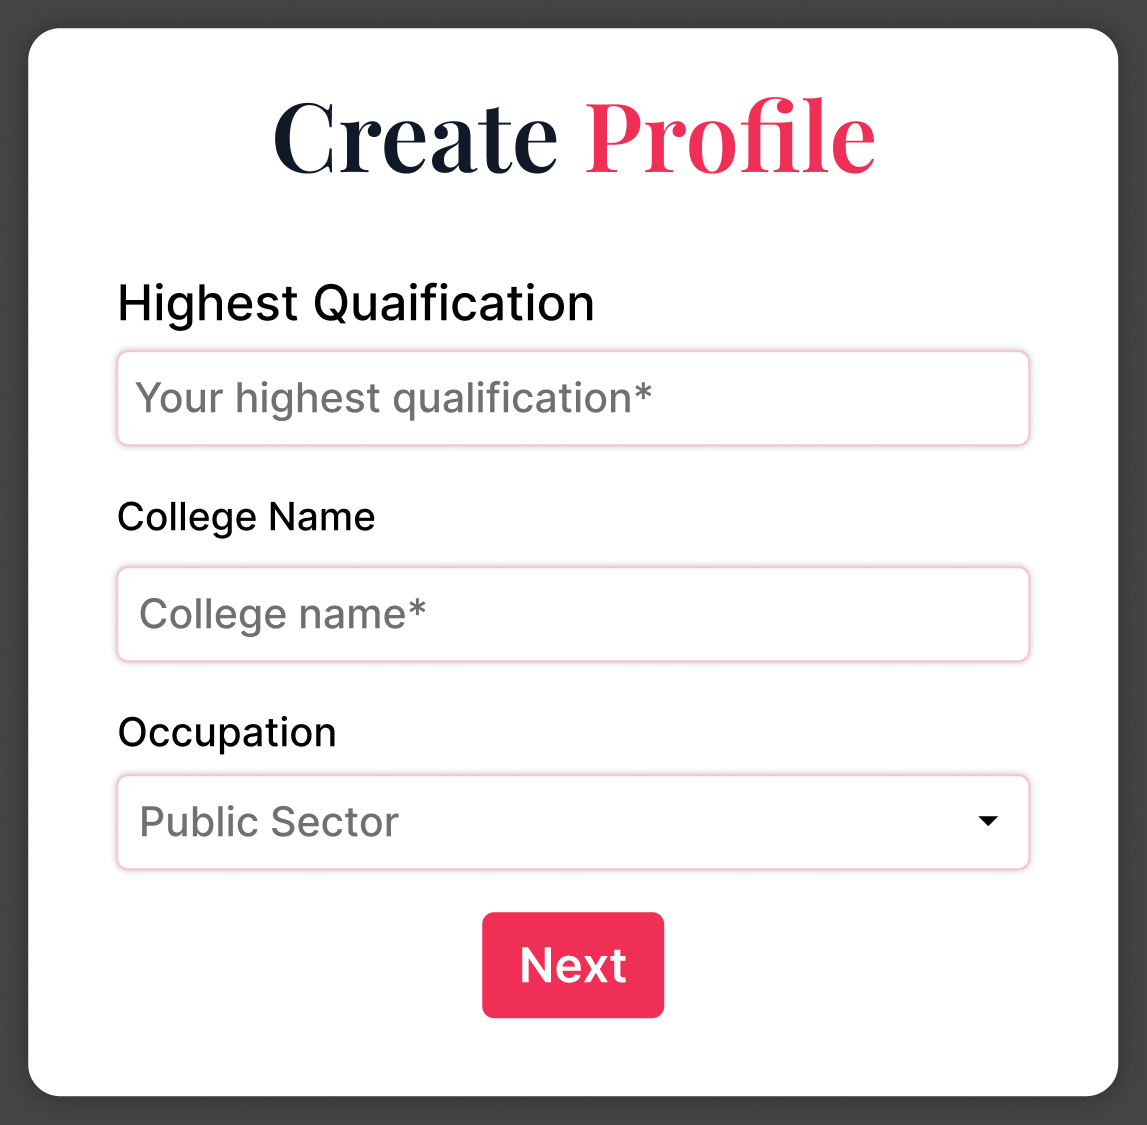 Create Profile
Highest Quaification
Your highest qualification*
College Name
College name*
Occupation
Public Sector
Next